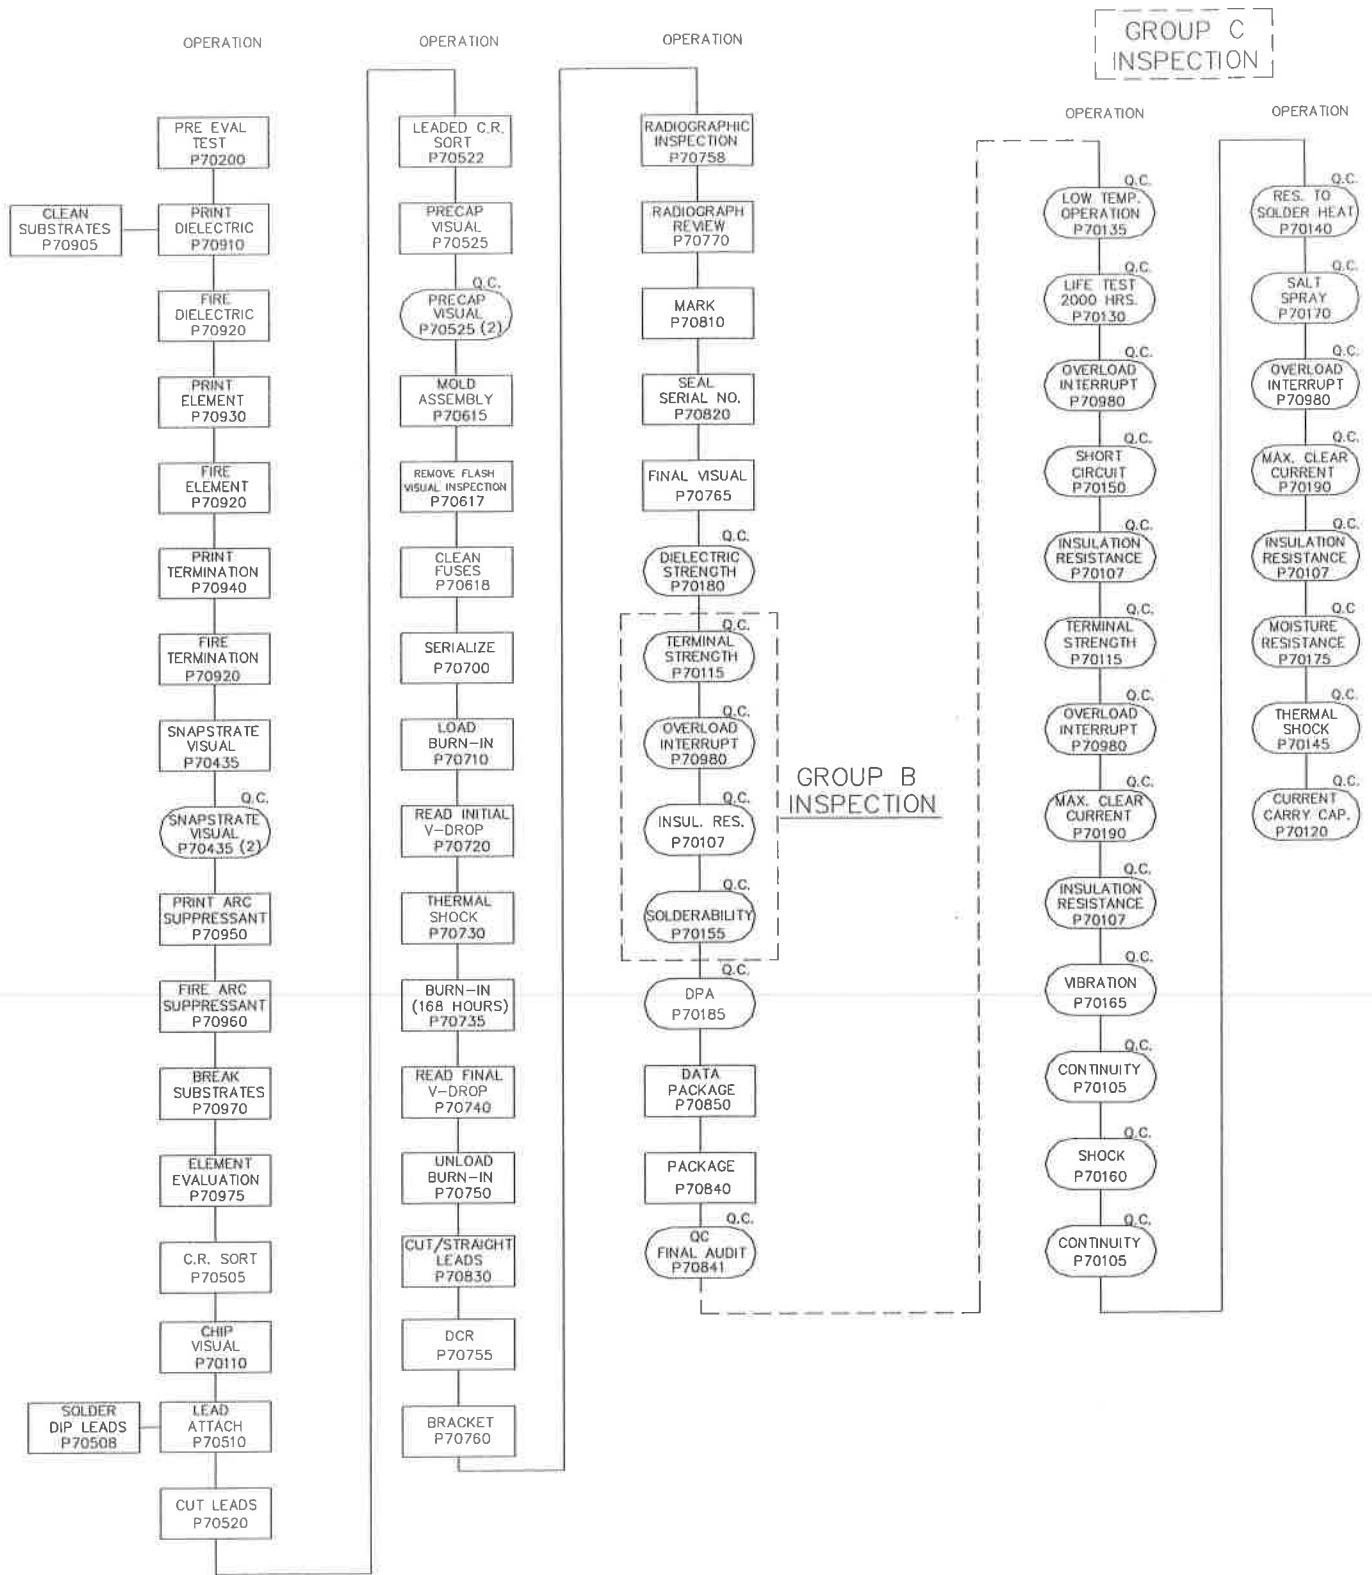 OPERATION
PRE EVAL
TEST
P70200
CLEAN
SUBSTRATES
P70905
PRINT
DIELECTRIC
P70910
FIRE
DIELECTRIC
P70920
PRINT
ELEMENT
P70930
FIRE
ELEMENT
P70920
PRINT
TERMINATION
P70940
FIRE
TERMINATION
P70920
SNAPSTRATE
VISUAL
P70435
Q.C.
SNAPSTRATE
VISUAL
P70435 (2)
PRINT ARC
SUPPRESSANT
P70950
FIRE ARC
SUPPRESSANT
P70960
BREAK
SUBSTRATES
P70970
ELEMENT
EVALUATION
P70975
C.R. SORT
P70505
CHIP
VISUAL
P70110
SOLDER
DIP LEADS
P70508
LEAD
ATTACH
P70510
CUT LEADS
P70520
OPERATION
LEADED C.R.
SORT
P70522
PRECAP
VISUAL
P70525
Q.C.
PRECAP
VISUAL
P70525 (2)
MOLD
ASSEMBLY
P70615
REMOVE FLASH
VISUAL INSPECTION
P70617
CLEAN
FUSES
P70618
SERIALIZE
P70700
LOAD
BURN-IN
P70710
READ INITIAL
V-DROP
P70720
THERMAL
SHOCK
P70730
BURN-IN
(168 HOURS)
P70735
READ FINAL
V-DROP
P70740
UNLOAD
BURN-IN
P70750
CUT/STRAIGHT
LEADS
P70830
DCR
P70755
BRACKET
P70760
OPERATION
RADIOGRAPHIC
INSPECTION
P70758
RADIOGRAPH
REVIEW
P70770
MARK
P70810
SEAL
SERIAL NO.
P70820
FINAL VISUAL
P70765
Q.C.
DIELECTRIC
STRENGTH
P70180
Q.C.
TERMINAL
STRENGTH
P70115
Q.C.
OVERLOAD
INTERRUPT
P70980
GROUP B
INSPECTION
Q.C.
INSUL. RES.
P70107
Q.C.
SOLDERABILITY
P70155
Q.C.
DPA
P70185
DATA
PACKAGE
P70850
PACKAGE
P70840
Q.C.
QC
FINAL AUDIT
P70841
GROUP C
INSPECTION
OPERATION
Q.C.
LOW TEMP.
OPERATION
P70135
Q.C.
LIFE TEST
2000 HRS.
P70130
Q.C.
OVERLOAD
INTERRUPT
P70980
Q.C.
SHORT
CIRCUIT
P70150
Q.C.
INSULATION
RESISTANCE
P70107
Q.C.
TERMINAL
STRENGTH
P70115
Q.C.
OVERLOAD
INTERRUPT
P70980
Q.C.
MAX. CLEAR
CURRENT
P70190
Q.C.
INSULATION
RESISTANCE
P70107
Q.C.
VIBRATION
P70165
Q.C.
CONTINUITY
P70105
Q.C.
SHOCK
P70160
Q.C.
CONTINUITY
P70105
OPERATION
Q.C.
RES. TO
SOLDER HEAT
P70140
Q.C.
SALT
SPRAY
P70170
Q.C.
OVERLOAD
INTERRUPT
P70980
Q.C.
MAX. CLEAR
CURRENT
P70190
Q.C.
INSULATION
RESISTANCE
P70107
Q.C
MOISTURE
RESISTANCE
P70175
Q.C.
THERMAL
SHOCK
P70145
Q.C.
CURRENT
CARRY CAP.
P70120